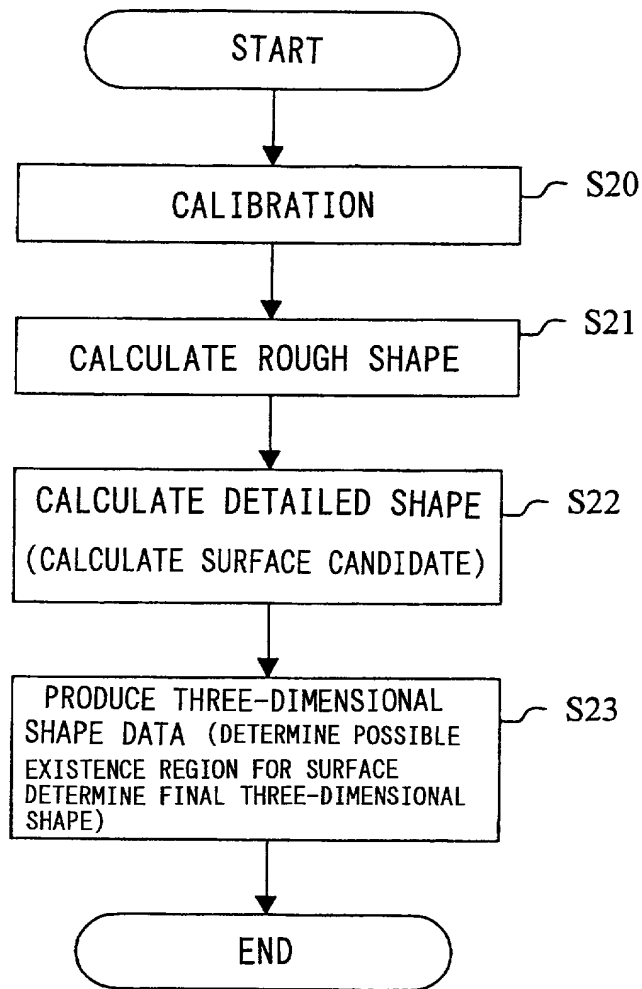 START
CALIBRATION
S20
CALCULATE ROUGH SHAPE
S21
CALCULATE DETAILED SHAPE
(CALCULATE SURFACE CANDIDATE)
S22
PRODUCE THREE-DIMENSIONAL
SHAPE DATA (DETERMINE POSSIBLE
EXISTENCE REGION FOR SURFACE
DETERMINE FINAL THREE-DIMENSIONAL
SHAPE)
S23
END